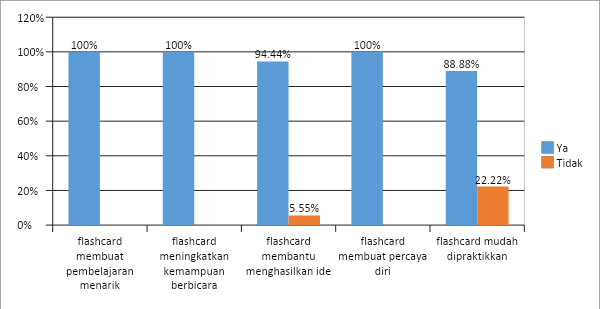 120%
100%
80%
60%
40%
20%
0%
100%
100%
94.44%
5.55%
100%
88.88%
22.22%
flashcard
membuat
pembelajaran
menarik
flashcard
meningkatkan
kemampuan
berbicara
flashcard
membantu
menghasilkan ide
flashcard
membuat percaya
diri
flashcard mudah
dipraktikkan
Ya
Tidak